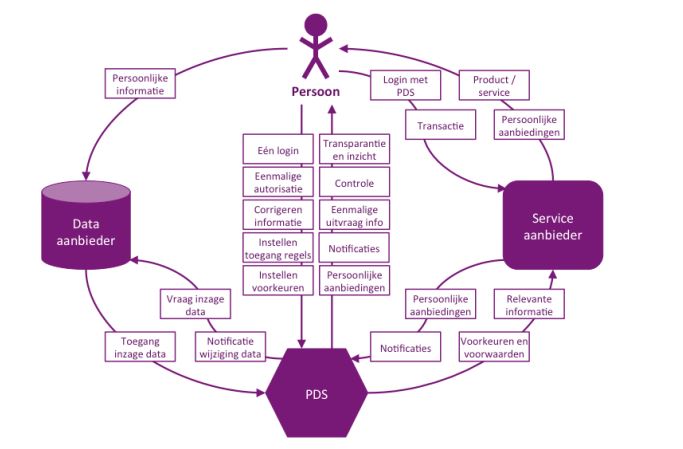 Persoon
Persoonlijke
informatie
Login met
PDS
Product /
service
Transactie
Persoonlijke
aanbiedingen
Eén login
Eenmalige
autorisatie
Corrigeren
informatie
Instellen
toegang regels
Instellen
voorkeuren
Transparantie
en inzicht
Controle
Eenmalige
uitvraag info
Notificaties
Persoonlijke
aanbiedingen
Data
aanbieder
Service
aanbieder
Vraag inzage
data
Toegang
inzage data
Notificatie
wijziging data
Persoonlijke
aanbiedingen
Relevante
informatie
Notificaties
Voorkeuren en
voorwaarden
PDS